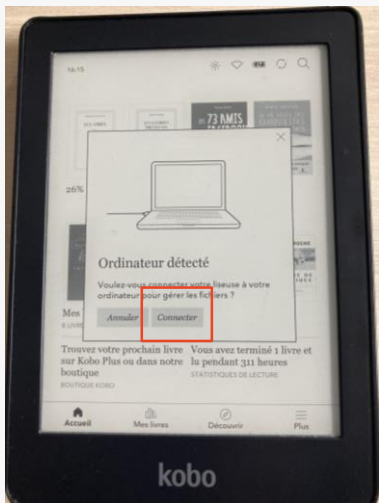 16:15
73 AMIS
26%
Ordinateur détecté
Voulez-vous connecter votre liseuse à votre
ordinateur pour gérer les fichiers ?
Annuler
Connecter
Mes
Trouvez votre prochain livre
sur Kobo Plus ou dans notre
boutique
BOUTIQUE KOBO
Vous avez terminé 1 livre et
lu pendant 311 heures
STATISTIQUES DE LECTURE
Accueil
Mes livres
Découvrir
Plus
kobo